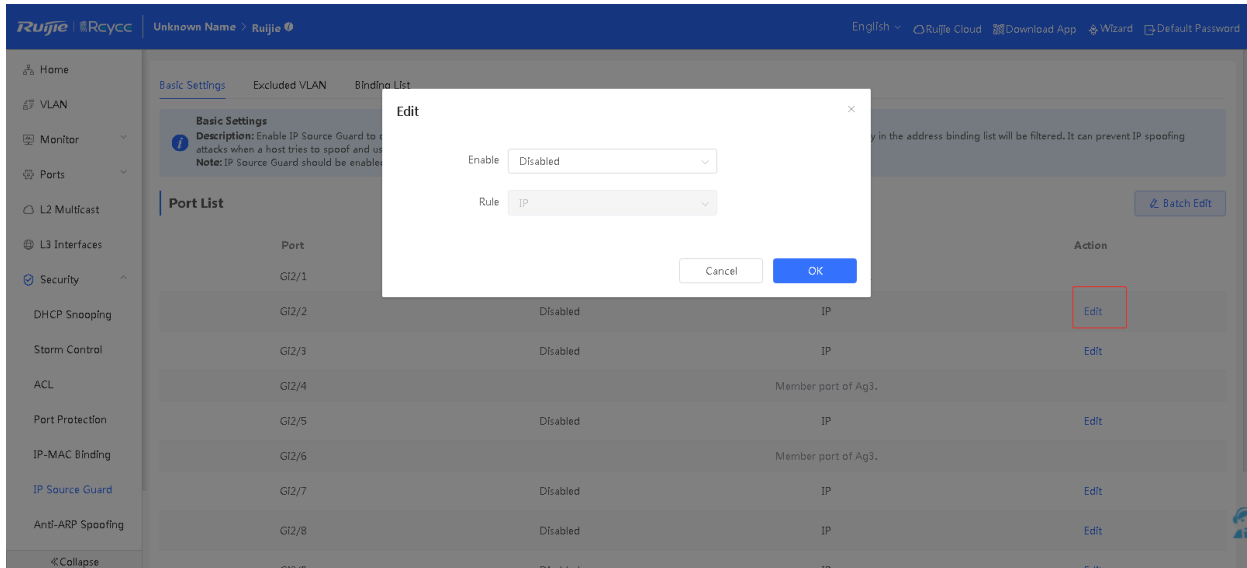 Ruijie Rcycc Unknown Name > Ruijie
English Ruijie Cloud Download App Wizard Default Password
Home
VLAN
Monitor
Ports
L2 Multicast
L3 Interfaces
Security
DHCP Snooping
Storm Control
ACL
Port Protection
IP-MAC Binding
IP Source Guard
Anti-ARP Spoofing
«Collapse
Basic Settings Excluded VLAN Binding List
Basic Settings
Description: Enable IP Source Guard to in the address binding list will be filtered. It can prevent IP spoofing
attacks when a host tries to spoof and
Note: IP Source Guard should be
Port List
Batch Edit
Port Action
Gi2/1
Gi2/2 Disabled IP Edit
Gi2/3 Disabled IP Edit
Gi2/4 Member port of Ag3.
Gi2/5 Disabled IP Edit
Gi2/6 Member port of Ag3.
Gi2/7 Disabled IP Edit
Gi2/8 Disabled IP Edit
Edit
×
Enable Disabled
Rule IP
Cancel OK